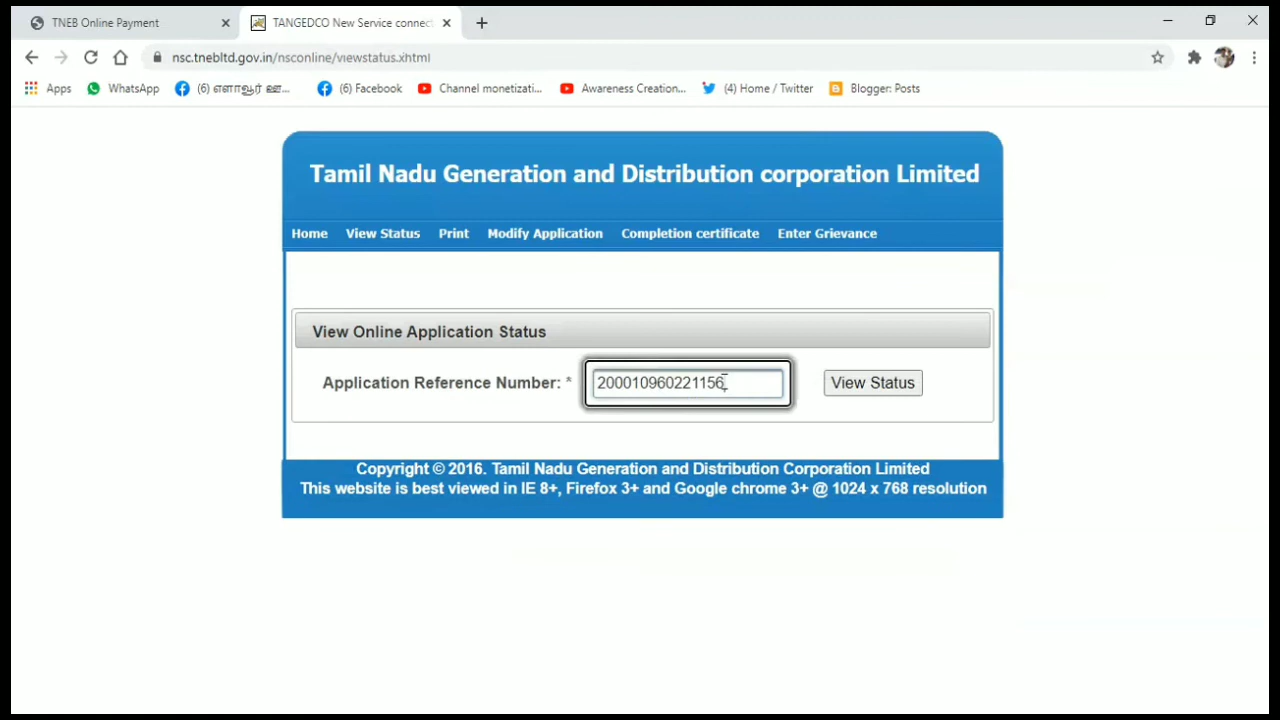 TNEB Online Payment
TANGEDCO New Service connect
nsc.tnebltd.gov.in/nsconline/viewstatus.xhtml
Apps WhatsApp (6) எளாவூர் ஊ... (6) Facebook Channel monetizati... Awareness Creation... (4) Home / Twitter Blogger: Posts
Tamil Nadu Generation and Distribution corporation Limited
Home View Status Print Modify Application Completion certificate Enter Grievance
View Online Application Status
Application Reference Number: * 200010960221156 View Status
Copyright © 2016. Tamil Nadu Generation and Distribution Corporation Limited
This website is best viewed in IE 8+, Firefox 3+ and Google chrome 3+ @ 1024 x 768 resolution